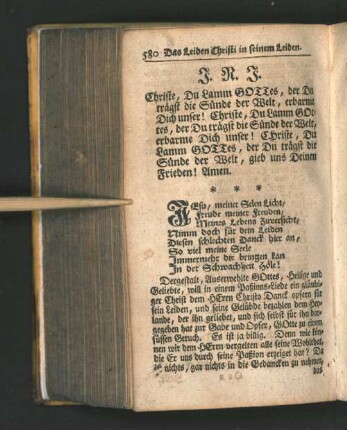 580 Das Leiden Christi in seinem Leiden.
J. N. J.
Christe, Du Lamm GOTTes, der Du
trägst die Sünde der Welt, erbarme
Dich unser! Christe, Du Lamm GOt-
tes, der Du trägst die Sünde der Welt,
erbarme Dich unser! CHriste, Du
Lamm GOTTes, der Du trägst die
Sünde der Welt, gieb uns Deinen
Frieden! Amen.
* * *
JEsu, meiner Selen Licht,
Freude meiner Freuden,
Meines Lebens Zuversicht,
Nimm doch für dein Leiden
Diesen schlechten Danck hier an,
So viel meine Seele
Immermehr dir bringen kan
In der Schwachheit Höle!
Dergestalt, Auserwehlte GOttes, Heilige und
Geliebte, will in einem Paßions-Liede ein gläubi-
ger Christ dem HErrn Christo Danck opfern für
sein Leiden, und seine Gelübde bezahlen dem Hey-
lande, der ihn geliebet, und sich selbst für ihn dar-
gegeben hat zur Gabe und Opfer, GOtte zu einem
süssen Geruch. Es ist ja billig. Denn wie kön-
nen wir dem HErrn vergelten alle seine Wohlthat,
die Er uns durch seine Paßion erzeiget hat? Da
ist nichts, gar nichts in die Gedancken zu nehmen,
das